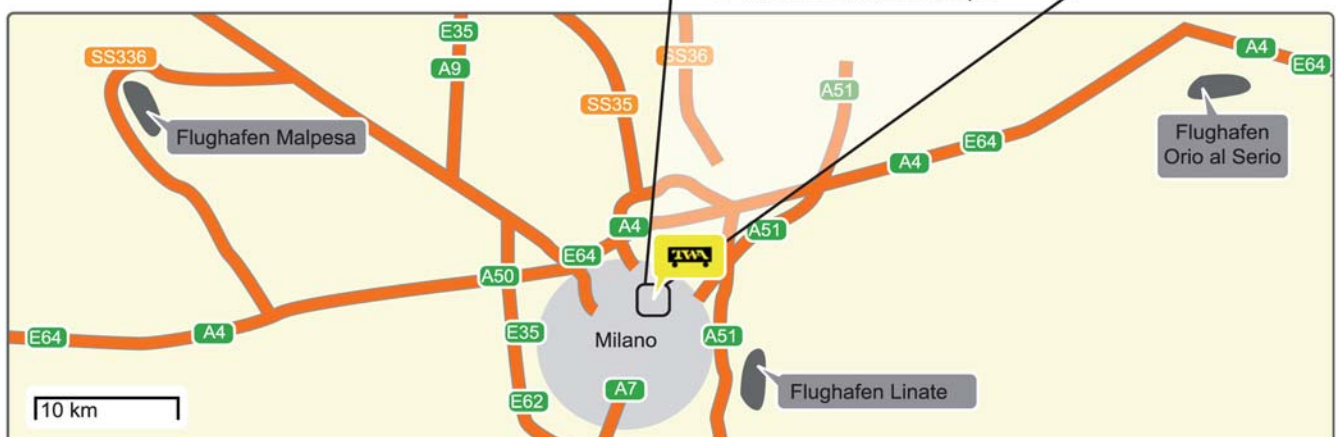 E35
SS336
A9
SS36
A4
E64
A51
SS35
Flughafen Malpesa
Flughafen
Orio al Serio
E64
A4
A4
A51
E64
TWA
A50
E64
A4
E35
Milano
A51
10 km
E62
A7
Flughafen Linate